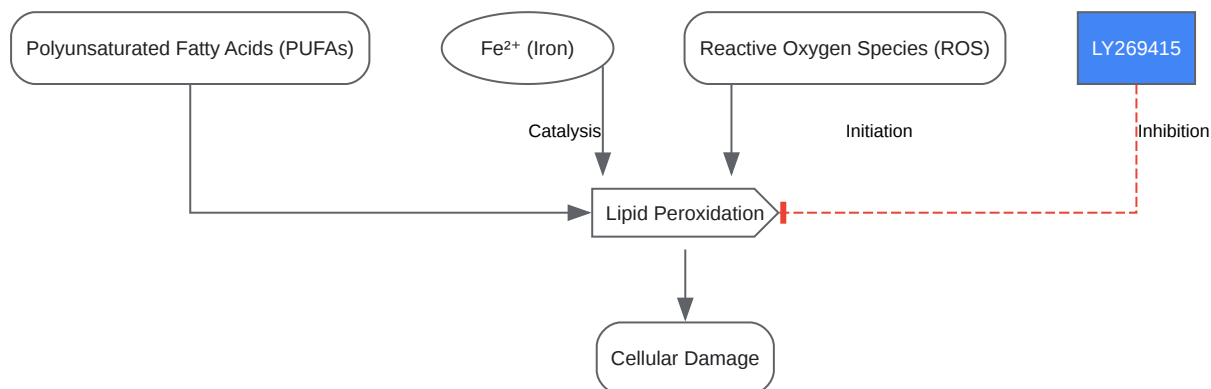 Polyunsaturated Fatty Acids (PUFAs)
Fe²⁺ (Iron)
Reactive Oxygen Species (ROS)
LY269415
Catalysis
Initiation
Inhibition
Lipid Peroxidation
Cellular Damage